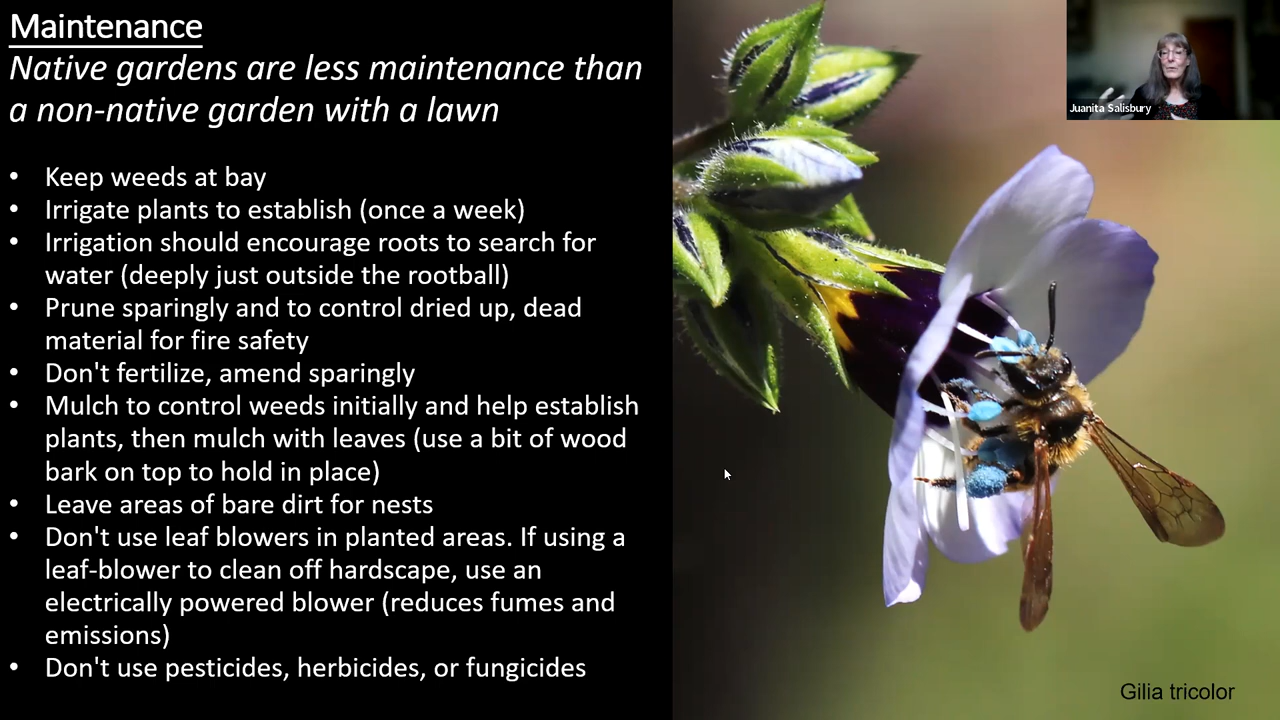 Maintenance
Native gardens are less maintenance than
a non-native garden with a lawn
• Keep weeds at bay
• Irrigate plants to establish (once a week)
• Irrigation should encourage roots to search for
water (deeply just outside the rootball)
• Prune sparingly and to control dried up, dead
material for fire safety
• Don't fertilize, amend sparingly
• Mulch to control weeds initially and help establish
plants, then mulch with leaves (use a bit of wood
bark on top to hold in place)
• Leave areas of bare dirt for nests
• Don't use leaf blowers in planted areas. If using a
leaf-blower to clean off hardscape, use an
electrically powered blower (reduces fumes and
emissions)
• Don't use pesticides, herbicides, or fungicides
Juanita Salisbury
Gilia tricolor